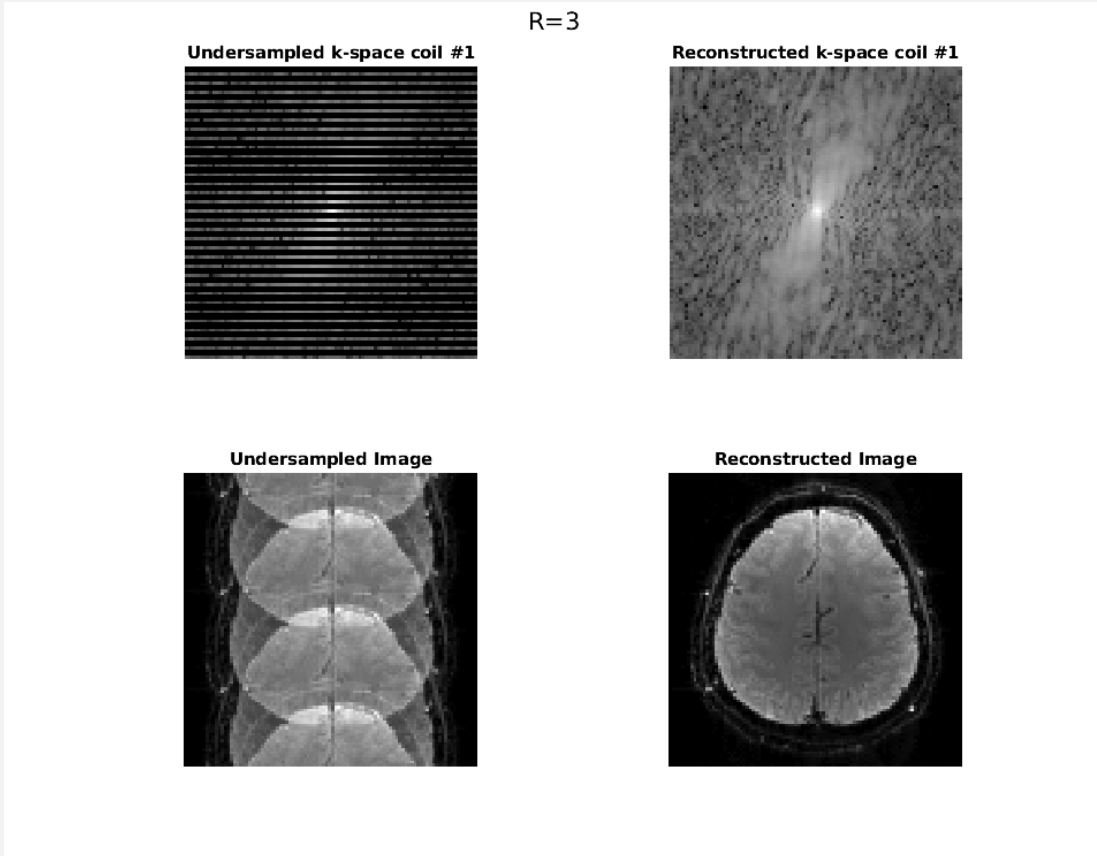 R=3
Undersampled k-space coil #1
Reconstructed k-space coil #1
Undersampled Image
Reconstructed Image